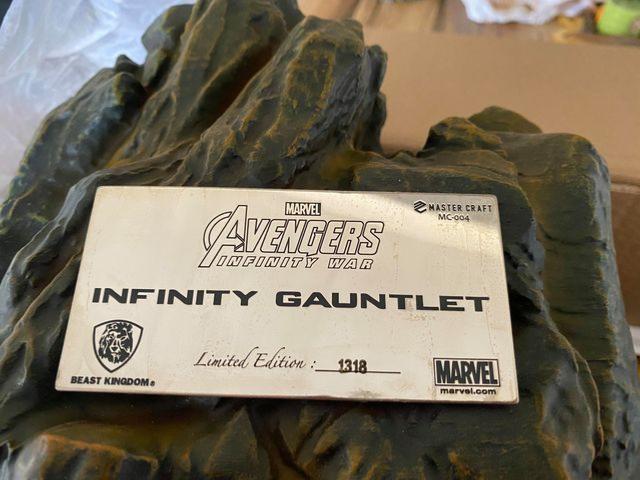 MARVEL
AVENGERS
INFINITY WAR
MASTER CRAFT
MC-004
INFINITY GAUNTLET
Limited Edition : 1318
BEAST KINGDOM®
MARVEL
marvel.com